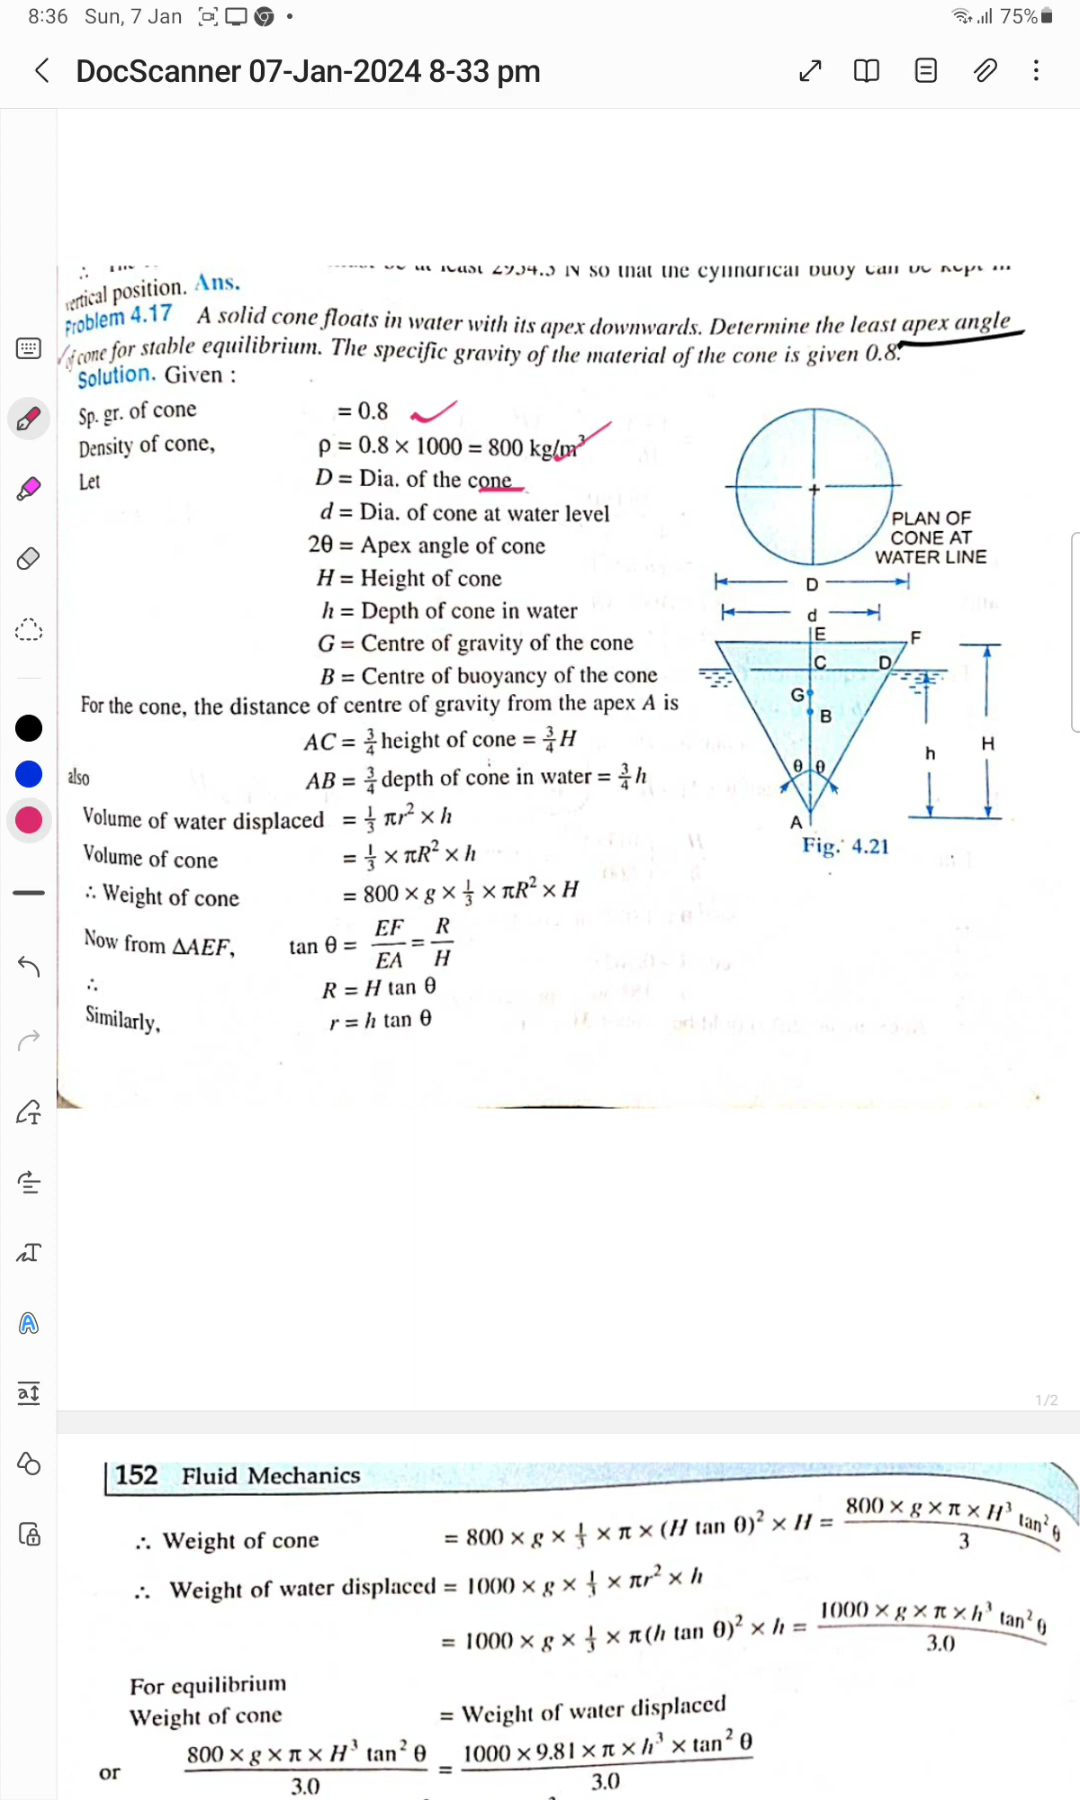 8:36 Sun, 7 Jan 75%
DocScanner 07-Jan-2024 8-33 pm
least 2934.3 N so that the cylindrical buoy can be kept in
vertical position. Ans.
Problem 4.17 A solid cone floats in water with its apex downwards. Determine the least apex angle
of cone for stable equilibrium. The specific gravity of the material of the cone is given 0.8.
Solution. Given :
Sp. gr. of cone = 0.8
Density of cone, ρ = 0.8 × 1000 = 800 kg/m³
Let D = Dia. of the cone
d = Dia. of cone at water level
2θ = Apex angle of cone
H = Height of cone
h = Depth of cone in water
G = Centre of gravity of the cone
B = Centre of buoyancy of the cone
For the cone, the distance of centre of gravity from the apex A is
AC = 3/4 height of cone = 3/4 H
also AB = 3/4 depth of cone in water = 3/4 h
Volume of water displaced = 1/3 πr² × h
Volume of cone = 1/3 × πR² × h
∴ Weight of cone = 800 × g × 1/3 × πR² × H
Now from ΔAEF, tan θ = EF/EA = R/H
∴ R = H tan θ
Similarly, r = h tan θ
PLAN OF
CONE AT
WATER LINE
D
d
E
F
C
D
G
B
h
H
θ θ
A
Fig. 4.21
1/2
152 Fluid Mechanics
∴ Weight of cone = 800 × g × 1/3 × π × (H tan θ)² × H = 800 × g × π × H³ tan² θ / 3
∴ Weight of water displaced = 1000 × g × 1/3 × πr² × h
= 1000 × g × 1/3 × π(h tan θ)² × h = 1000 × g × π × h³ tan² θ / 3.0
For equilibrium
Weight of cone = Weight of water displaced
or 800 × g × π × H³ tan² θ / 3.0 = 1000 × 9.81 × π × h³ × tan² θ / 3.0